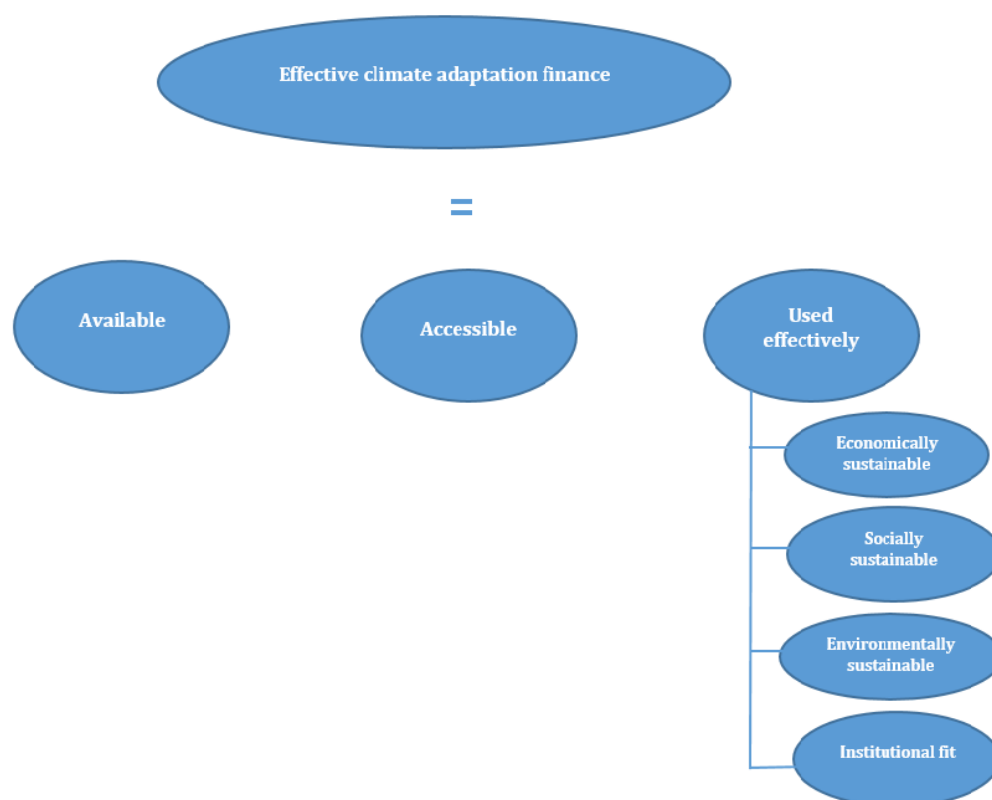 Effective climate adaptation finance
=
Available
Accessible
Used
effectively
Economically
sustainable
Socially
sustainable
Environmentally
sustainable
Institutional fit